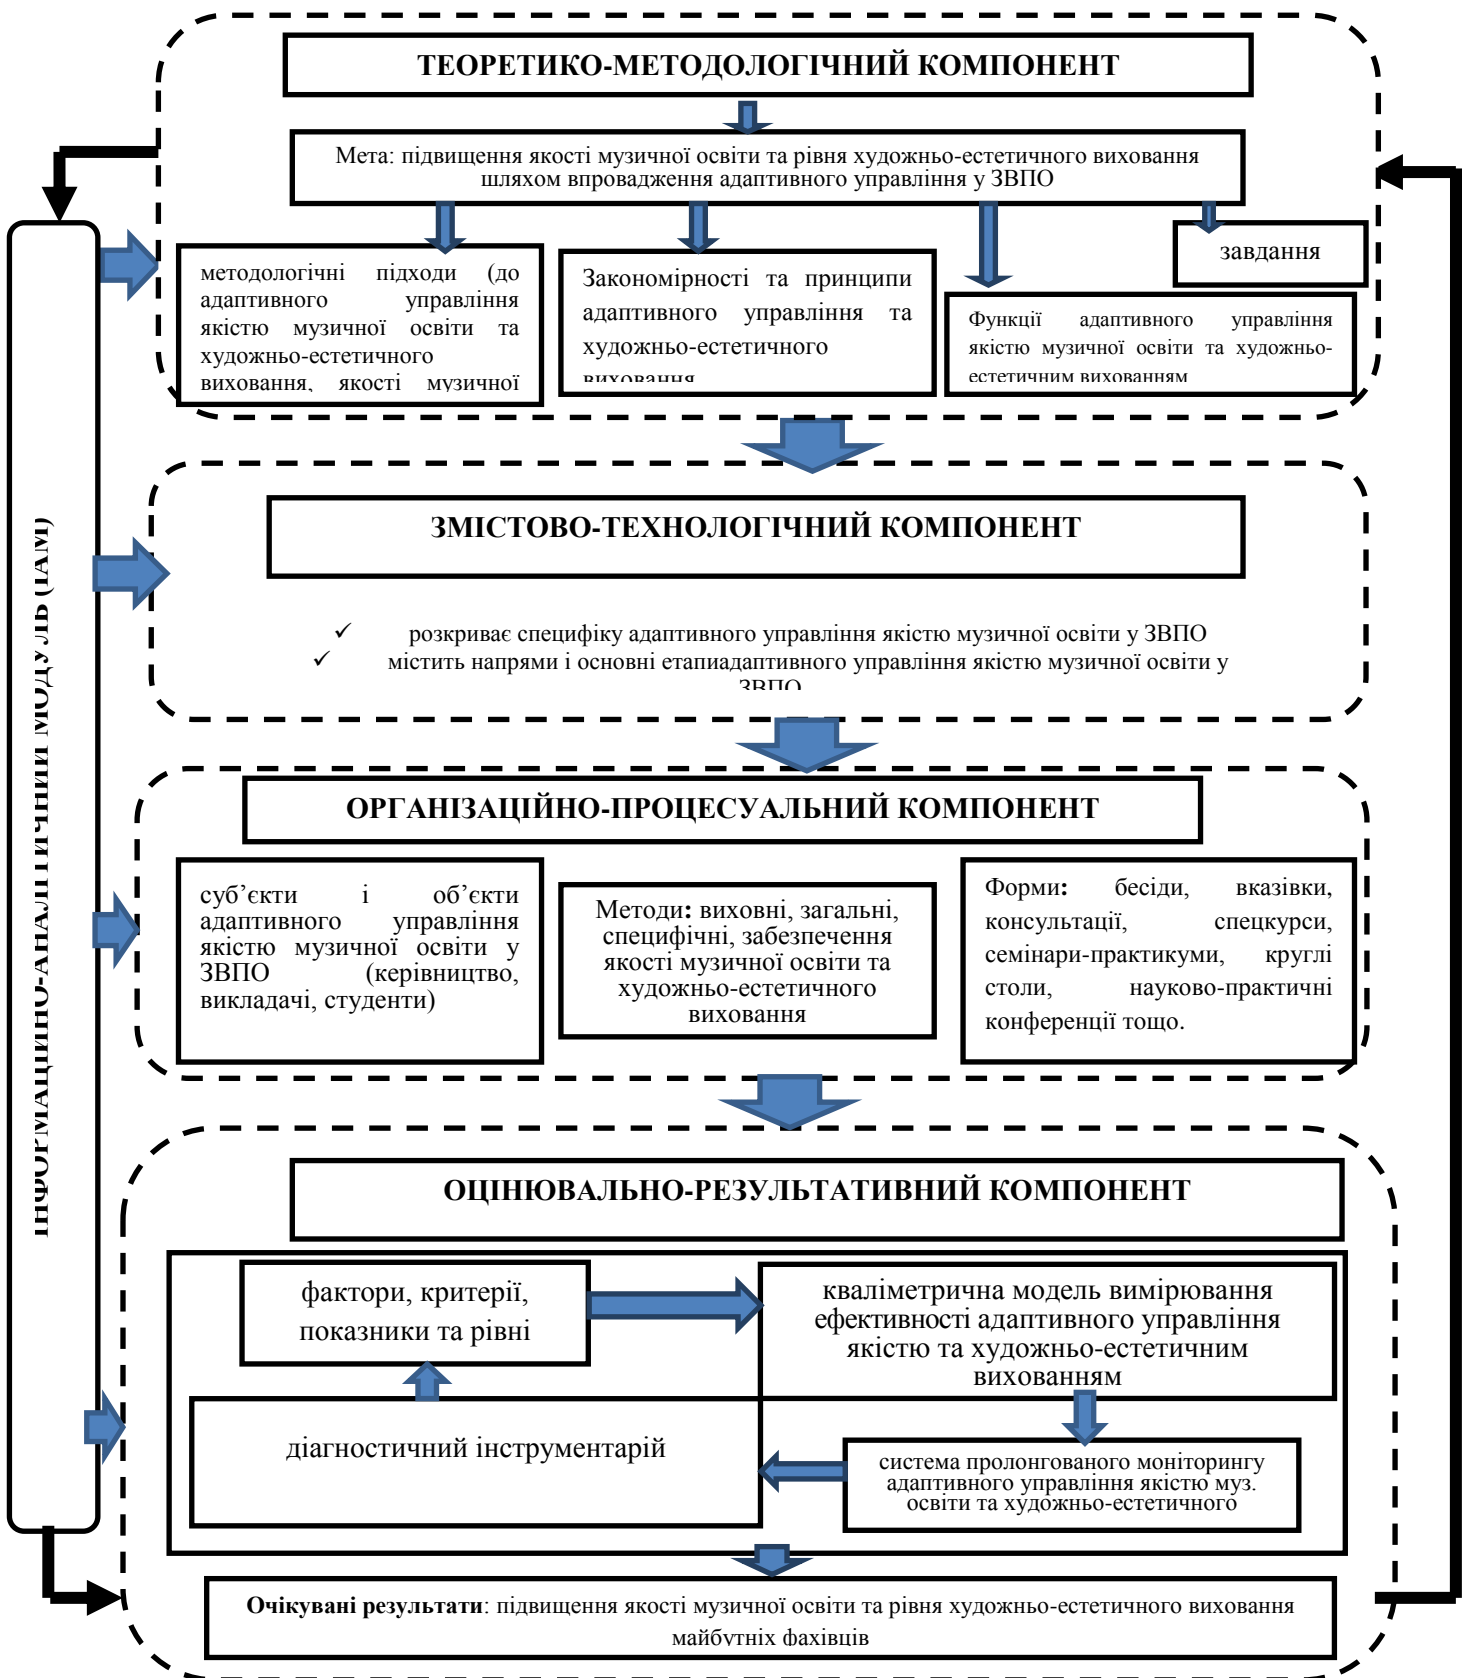 ТЕОРЕТИКО-МЕТОДОЛОГІЧНИЙ КОМПОНЕНТ
Мета: підвищення якості музичної освіти та рівня художньо-естетичного виховання
шляхом впровадження адаптивного управління у ЗВПО
методологічні підходи (до
адаптивного управління
якістю музичної освіти та
художньо-естетичного
виховання, якості музичної
Закономірності та принципи
адаптивного управління та
художньо-естетичного
виховання
завдання
Функції адаптивного управління
якістю музичної освіти та художньо-
естетичним вихованням
ІНФОРМАЦІЙНО-АНАЛІТИЧНИЙ МОДУЛЬ (ІАМ)
ЗМІСТОВО-ТЕХНОЛОГІЧНИЙ КОМПОНЕНТ
✓ розкриває специфіку адаптивного управління якістю музичної освіти у ЗВПО
✓ містить напрями і основні етапиадаптивного управління якістю музичної освіти у
ЗВПО
ОРГАНІЗАЦІЙНО-ПРОЦЕСУАЛЬНИЙ КОМПОНЕНТ
суб’єкти і об’єкти
адаптивного управління
якістю музичної освіти у
ЗВПО (керівництво,
викладачі, студенти)
Методи: виховні, загальні,
специфічні, забезпечення
якості музичної освіти та
художньо-естетичного
виховання
Форми: бесіди, вказівки,
консультації, спецкурси,
семінари-практикуми, круглі
столи, науково-практичні
конференції тощо.
ОЦІНЮВАЛЬНО-РЕЗУЛЬТАТИВНИЙ КОМПОНЕНТ
фактори, критерії,
показники та рівні
кваліметрична модель вимірювання
ефективності адаптивного управління
якістю та художньо-естетичним
вихованням
діагностичний інструментарій
система пролонгованого моніторингу
адаптивного управління якістю муз.
освіти та художньо-естетичного
Очікувані результати: підвищення якості музичної освіти та рівня художньо-естетичного виховання
майбутніх фахівців